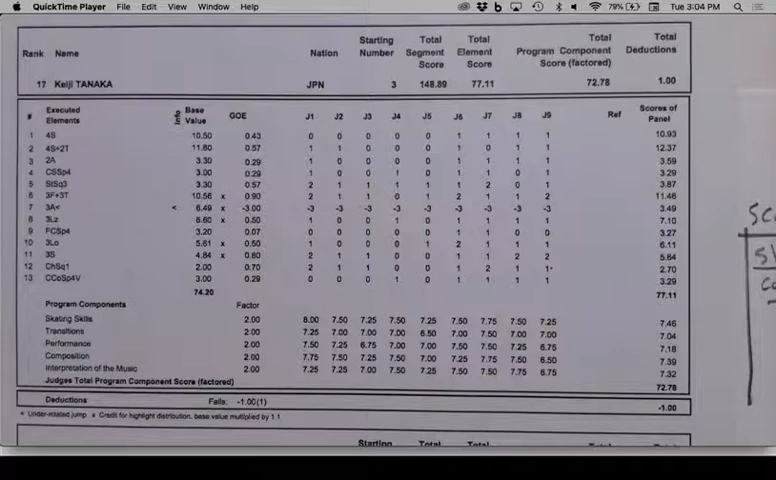 QuickTime Player File Edit View Window Help 79% Tue 3:04 PM
Rank Name Nation Starting Number Total Segment Score Total Element Score Total Program Component Score (factored) Total Deductions
17 Keiji TANAKA JPN 3 148.89 77.11 72.78 1.00
# Executed Elements Info Base Value GOE J1 J2 J3 J4 J5 J6 J7 J8 J9 Ref Scores of Panel
1 4S 10.50 0.43 0 0 0 0 0 1 1 1 1 10.93
2 4S+2T 11.80 0.57 1 1 0 0 0 1 0 1 1 12.37
3 2A 3.30 0.29 1 0 0 0 0 1 1 1 1 3.59
4 CSSp4 3.00 0.29 1 0 0 1 0 0 1 1 1 3.29
5 StSq3 3.30 0.57 2 1 1 1 1 1 2 0 1 3.87
6 3F+3T 10.56 x 0.90 2 1 1 1 0 2 1 1 2 11.46
7 3A< < 6.49 x -3.00 -3 -3 -3 -3 -3 -3 -3 -3 -3 3.49
8 3Lz 6.60 x 0.50 1 0 0 1 0 1 1 1 1 7.10
9 FCSp4 3.20 0.07 1 0 0 0 0 1 0 0 0 3.27
10 3Lo 5.61 x 0.50 1 0 0 0 1 2 1 1 1 6.11
11 3S 4.84 x 0.60 2 1 1 0 0 1 1 2 2 5.64
12 ChSq1 2.00 0.70 2 1 1 0 0 1 2 1 1 2.70
13 CCoSp4V 3.00 0.29 0 0 0 1 0 1 1 1 1 3.29
74.20 77.11
Program Components Factor
Skating Skills 2.00 8.00 7.50 7.25 7.50 7.25 7.50 7.75 7.50 7.25 7.46
Transitions 2.00 7.25 7.00 7.00 7.00 6.50 7.00 7.50 7.00 7.00 7.04
Performance 2.00 7.50 7.25 6.75 7.00 7.00 7.50 7.50 7.25 6.75 7.18
Composition 2.00 7.75 7.50 7.25 7.50 7.00 7.25 7.75 7.50 6.50 7.39
Interpretation of the Music 2.00 7.25 7.25 7.00 7.50 7.25 7.50 7.50 7.75 6.75 7.32
Judges Total Program Component Score (factored) 72.78
Deductions Falls: -1.00(1) -1.00
< Under-rotated jump x Credit for highlight distribution, base value multiplied by 1.1
Starting Total Total